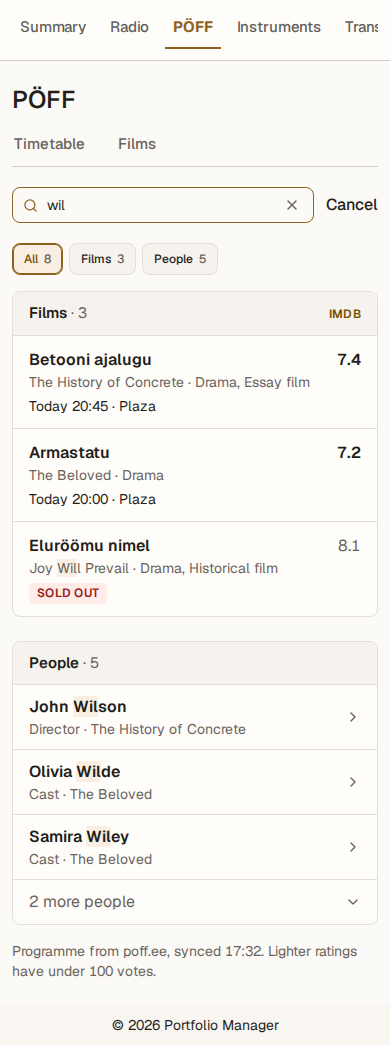 Summary Radio PÖFF Instruments Trans
PÖFF
Timetable Films
wil Cancel
All 8 Films 3 People 5
Films · 3 IMDB
Betooni ajalugu 7.4
The History of Concrete · Drama, Essay film
Today 20:45 · Plaza
Armastatu 7.2
The Beloved · Drama
Today 20:00 · Plaza
Eluröömu nimel 8.1
Joy Will Prevail · Drama, Historical film
SOLD OUT
People · 5
John Wilson
Director · The History of Concrete
Olivia Wilde
Cast · The Beloved
Samira Wiley
Cast · The Beloved
2 more people
Programme from poff.ee, synced 17:32. Lighter ratings
have under 100 votes.
© 2026 Portfolio Manager